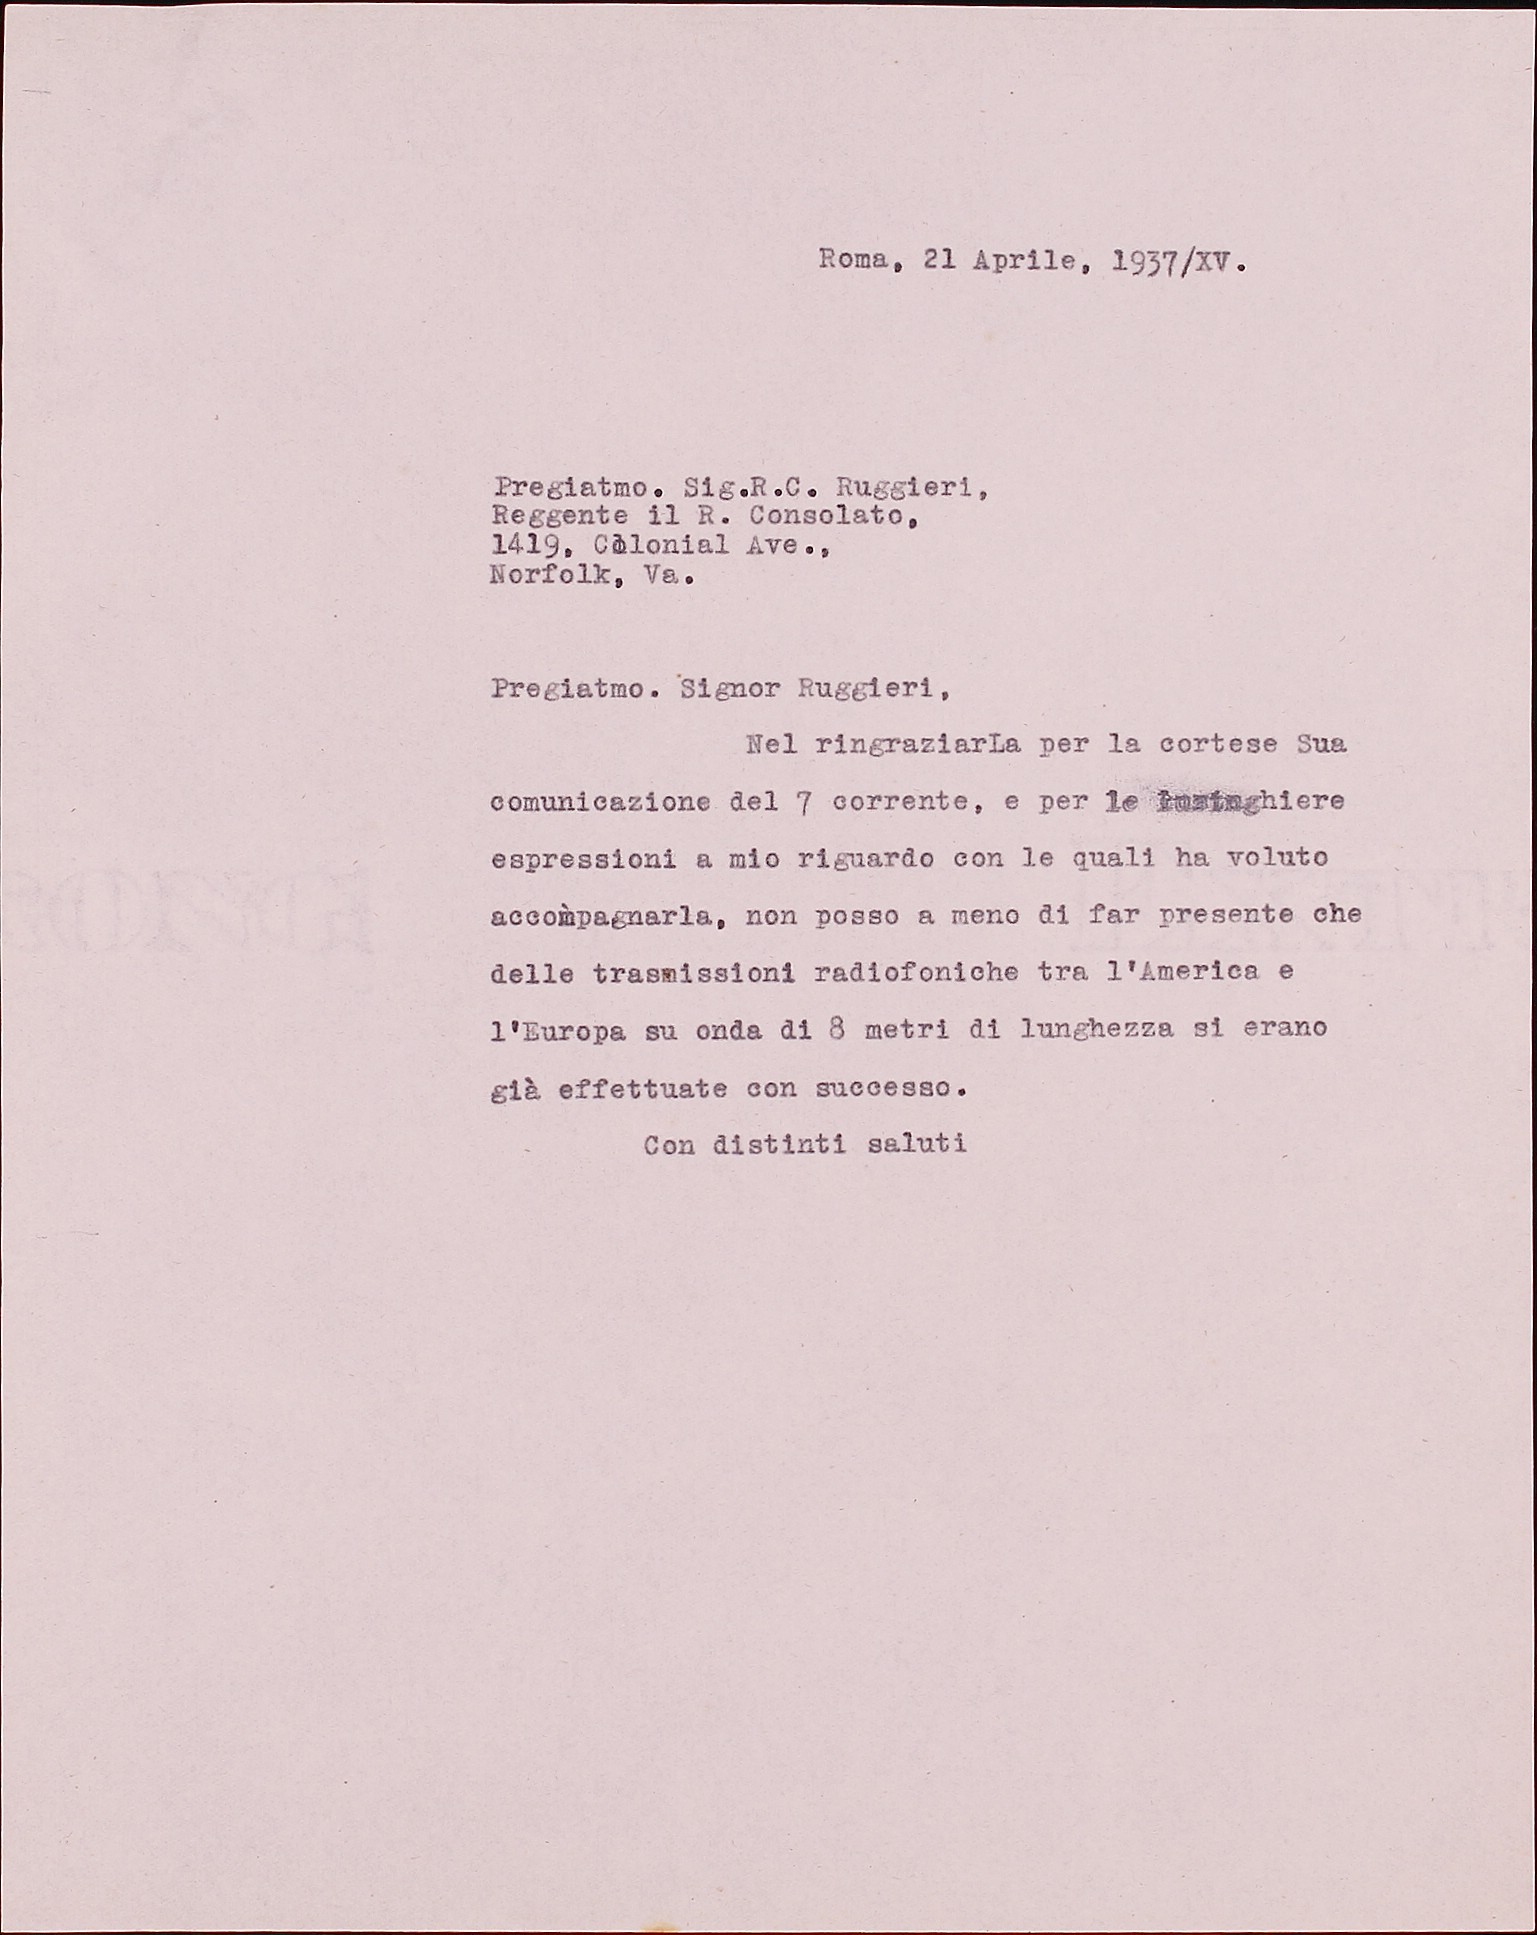 Roma, 21 Aprile, 1937/XV.
Pregiatmo. Sig.R.C. Ruggieri,
Reggente il R. Consolato,
1419, Colonial Ave.,
Norfolk, Va.
Pregiatmo. Signor Ruggieri,
Nel ringraziarLa per la cortese Sua
comunicazione del 7 corrente, e per le lusinghiere
espressioni a mio riguardo con le quali ha voluto
accompagnarla, non posso a meno di far presente che
delle trasmissioni radiofoniche tra l'America e
l'Europa su onda di 8 metri di lunghezza si erano
già effettuate con successo.
Con distinti saluti